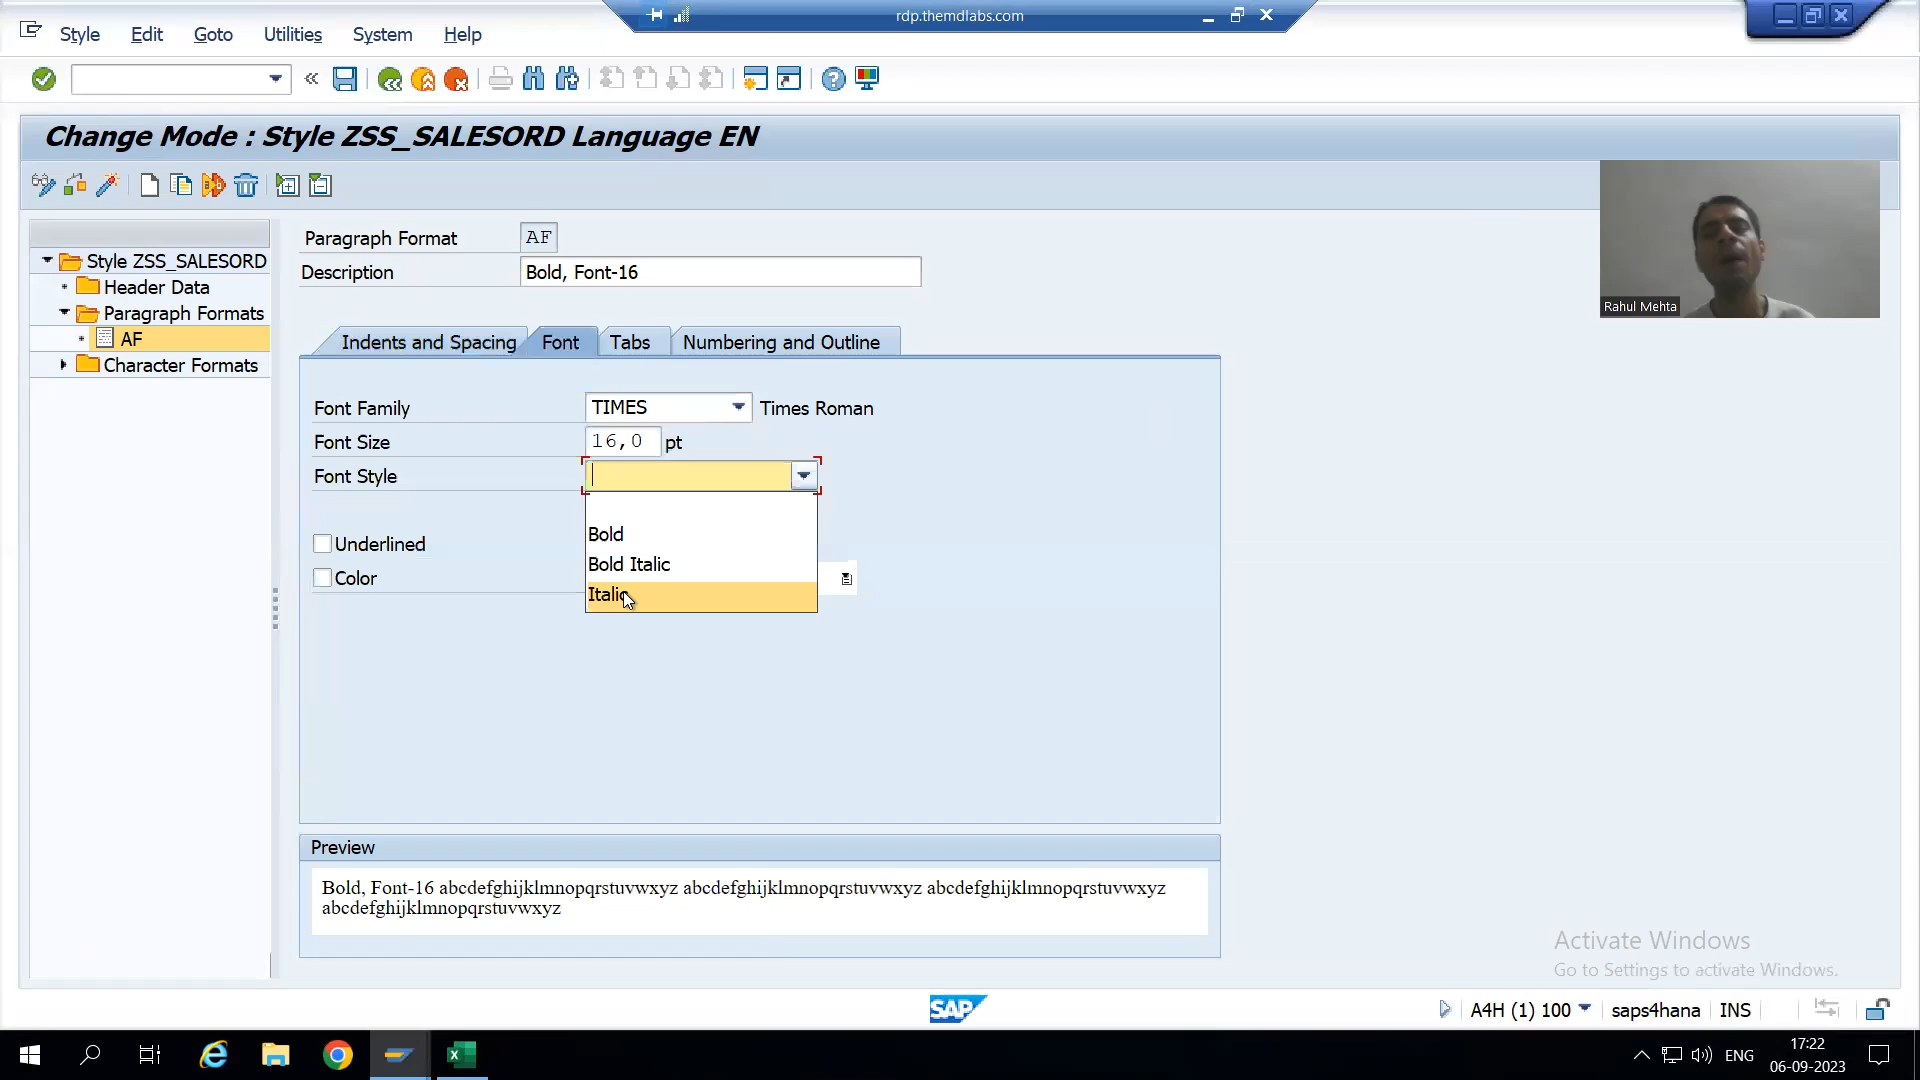 rdp.themdlabs.com
Style Edit Goto Utilities System Help
Change Mode : Style ZSS_SALESORD Language EN
Style ZSS_SALESORD
Header Data
Paragraph Formats
AF
Character Formats
Paragraph Format AF
Description Bold, Font-16
Indents and Spacing Font Tabs Numbering and Outline
Font Family TIMES Times Roman
Font Size 16,0 pt
Font Style
Bold
Underlined
Bold Italic
Color
Italic
Preview
Bold, Font-16 abcdefghijklmnopqrstuvwxyz abcdefghijklmnopqrstuvwxyz abcdefghijklmnopqrstuvwxyz
abcdefghijklmnopqrstuvwxyz
Rahul Mehta
Activate Windows
Go to Settings to activate Windows.
SAP
A4H (1) 100 saps4hana INS
ENG
17:22
06-09-2023